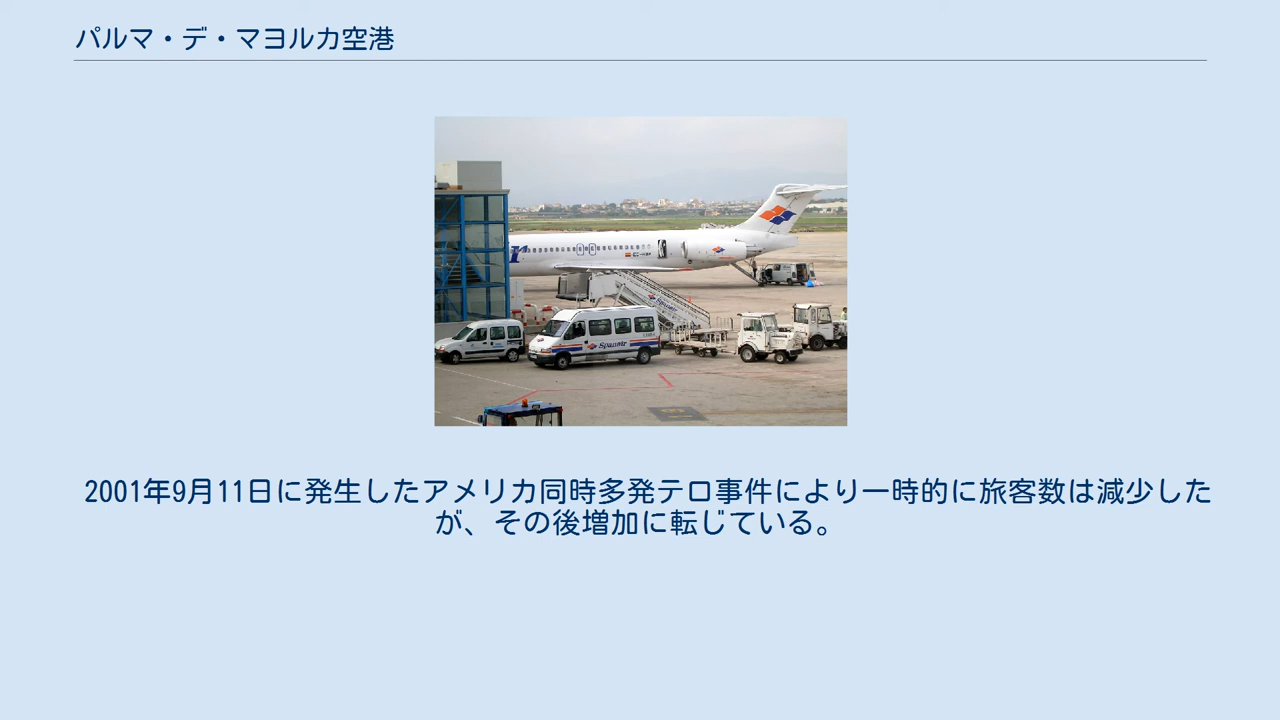 パルマ・デ・マヨルカ空港
Spanair
2001年9月11日に発生したアメリカ同時多発テロ事件により一時的に旅客数は減少した
が、その後増加に転じている。